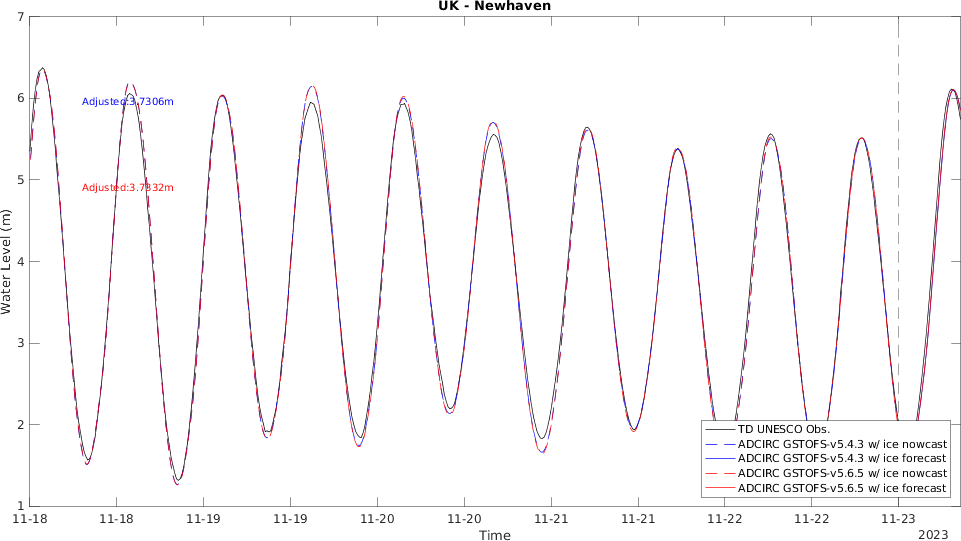 UK - Newhaven
7
6
5
4
3
2
1
Water Level (m)
Adjusted:3.7306m
Adjusted:3.7332m
TD UNESCO Obs.
ADCIRC GSTOFS-v5.4.3 w/ ice nowcast
ADCIRC GSTOFS-v5.4.3 w/ ice forecast
ADCIRC GSTOFS-v5.6.5 w/ ice nowcast
ADCIRC GSTOFS-v5.6.5 w/ ice forecast
11-18 11-18 11-19 11-19 11-20 11-20 11-21 11-21 11-22 11-22 11-23
Time
2023